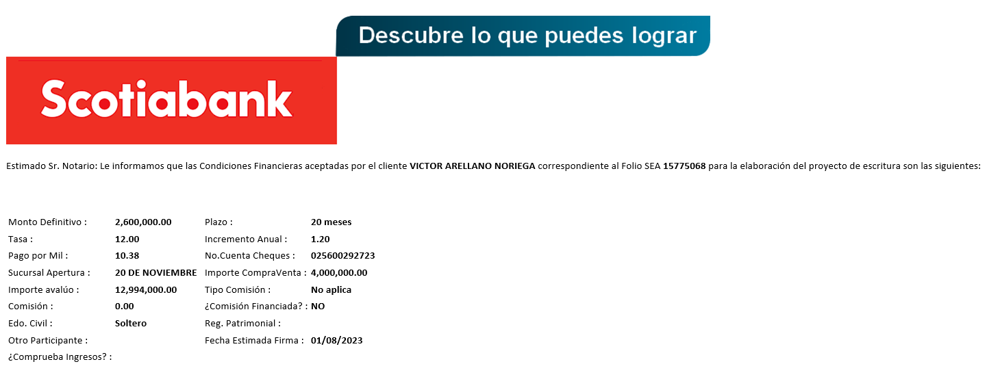 Descubre lo que puedes lograr
Scotiabank
Estimado Sr. Notario: Le informamos que las Condiciones Financieras aceptadas por el cliente VICTOR ARELLANO NORIEGA correspondiente al Folio SEA 15775068 para la elaboración del proyecto de escritura son las siguientes:
Monto Definitivo : 2,600,000.00 Plazo : 20 meses
Tasa : 12.00 Incremento Anual : 1.20
Pago por Mil : 10.38 No.Cuenta Cheques : 025600292723
Sucursal Apertura : 20 DE NOVIEMBRE Importe CompraVenta : 4,000,000.00
Importe avalúo : 12,994,000.00 Tipo Comisión : No aplica
Comisión : 0.00 ¿Comisión Financiada? : NO
Edo. Civil : Soltero Reg. Patrimonial :
Otro Participante : Fecha Estimada Firma : 01/08/2023
¿Comprueba Ingresos? :